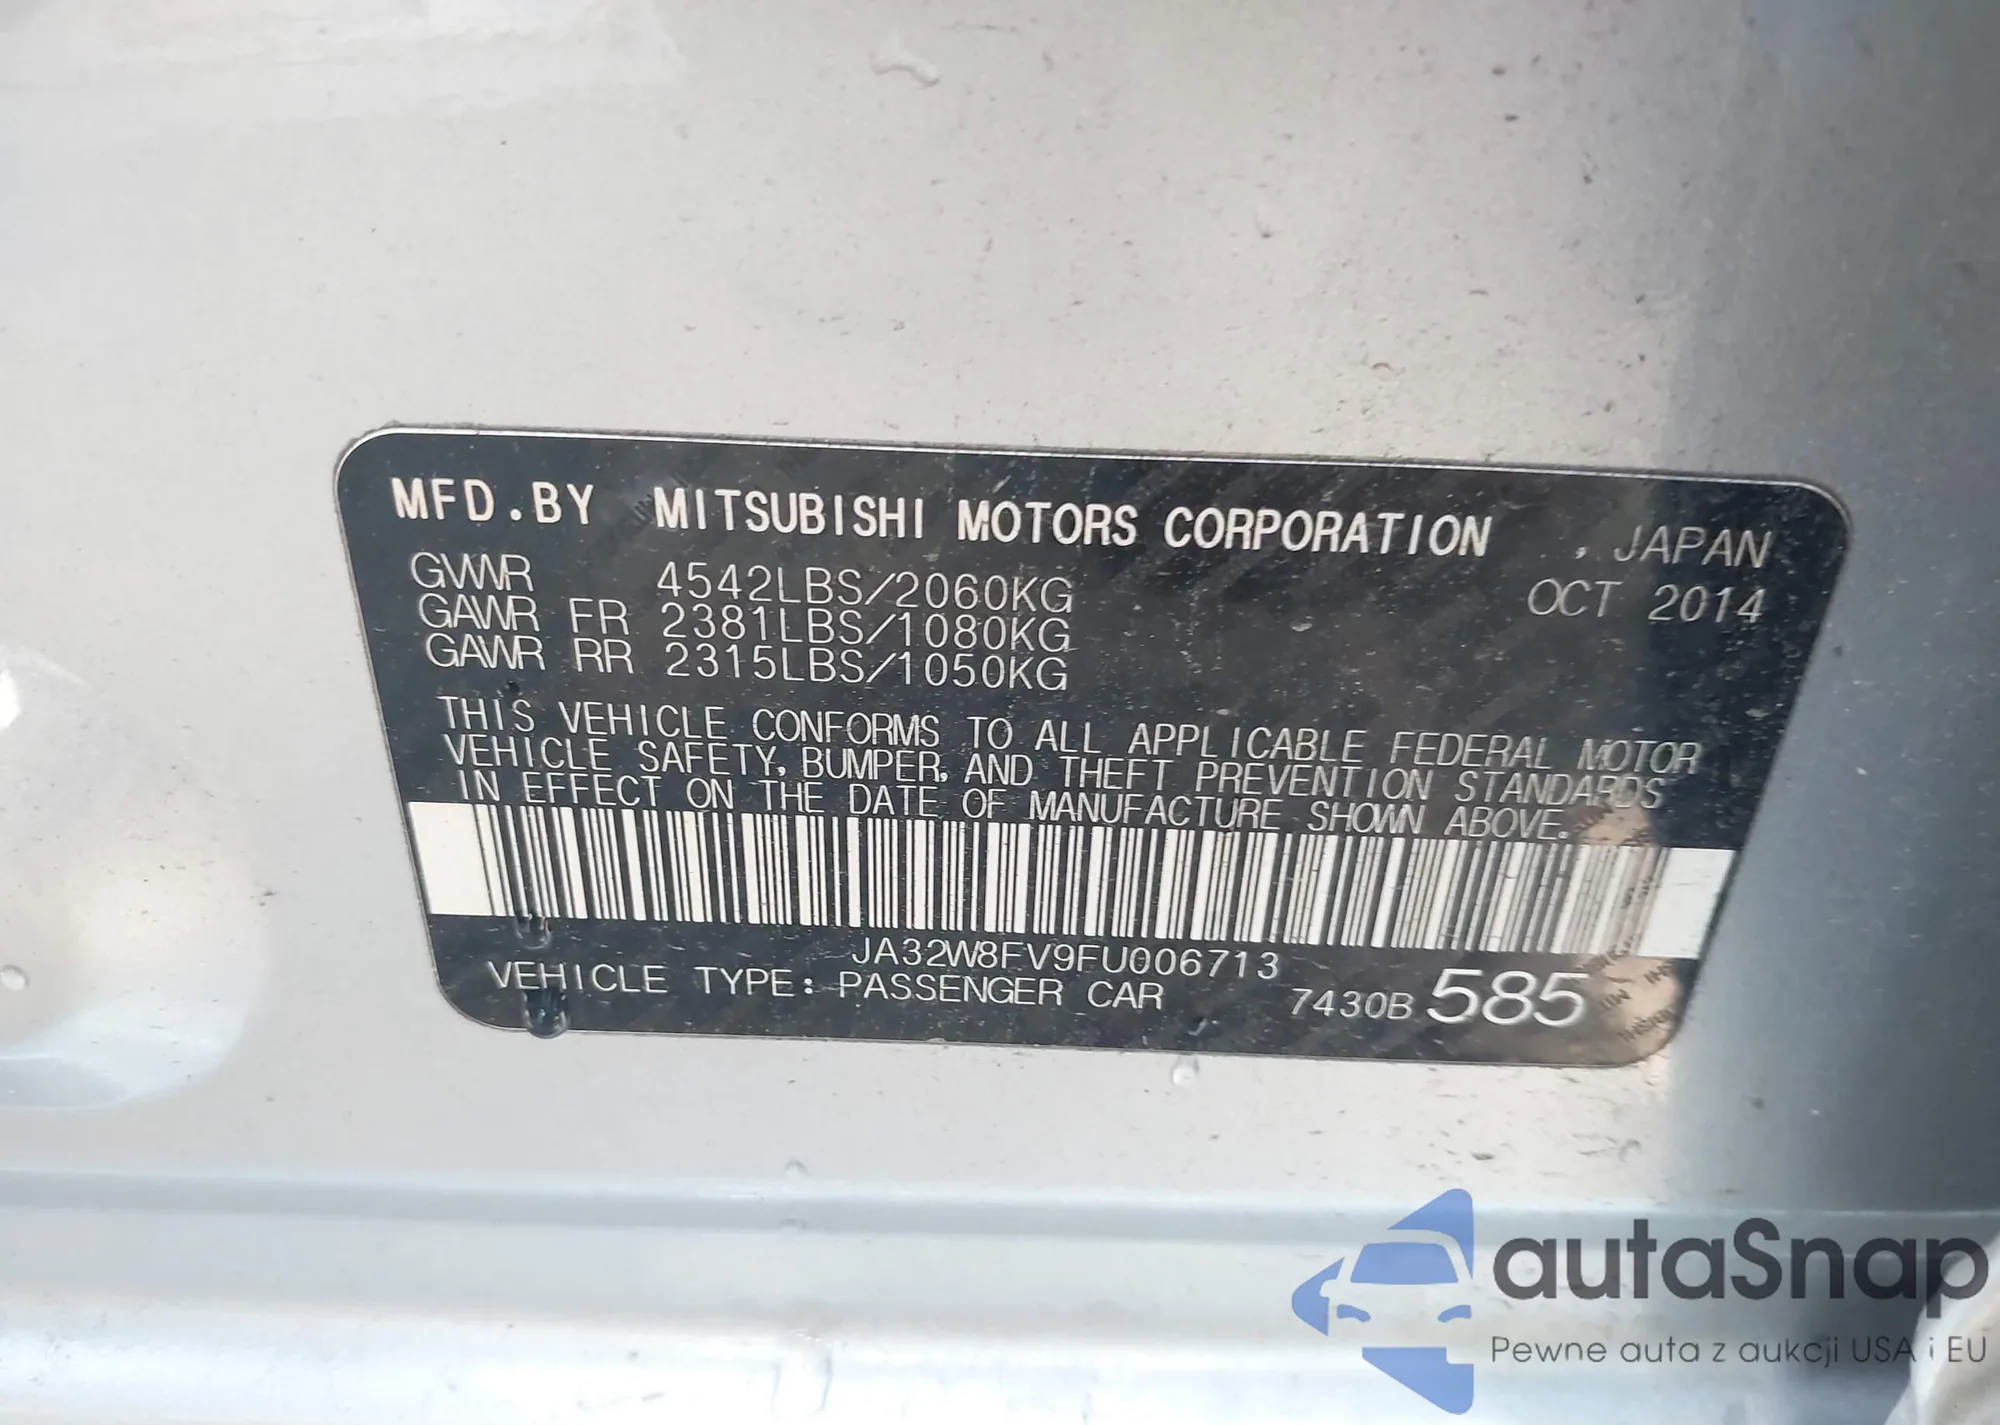 MFD.BY MITSUBISHI MOTORS CORPORATION , JAPAN
GVWR 4542LBS/2060KG OCT 2014
GAWR FR 2381LBS/1080KG
GAWR RR 2315LBS/1050KG
THIS VEHICLE CONFORMS TO ALL APPLICABLE FEDERAL MOTOR
VEHICLE SAFETY, BUMPER, AND THEFT PREVENTION STANDARDS
IN EFFECT ON THE DATE OF MANUFACTURE SHOWN ABOVE.
JA32W8FV9FU006713
VEHICLE TYPE: PASSENGER CAR 7430B 585
autaSnap
Pewne auta z aukcji USA i EU